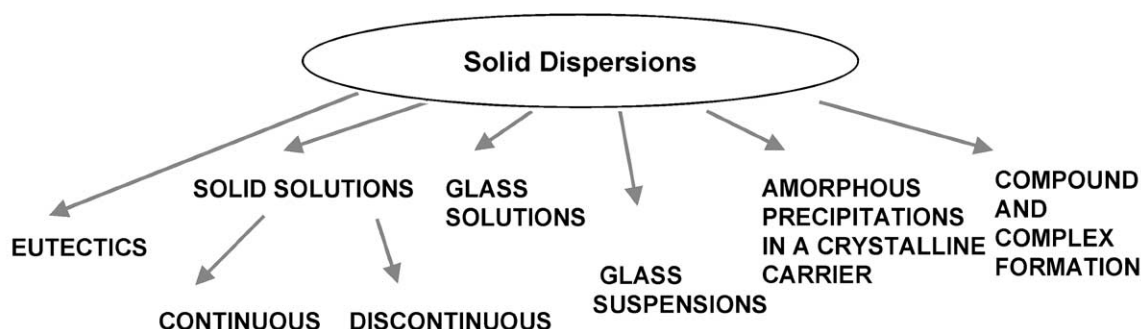 Solid Dispersions
EUTECTICS
SOLID SOLUTIONS
CONTINUOUS
DISCONTINUOUS
GLASS
SOLUTIONS
GLASS
SUSPENSIONS
AMORPHOUS
PRECIPITATIONS
IN A CRYSTALLINE
CARRIER
COMPOUND
AND
COMPLEX
FORMATION